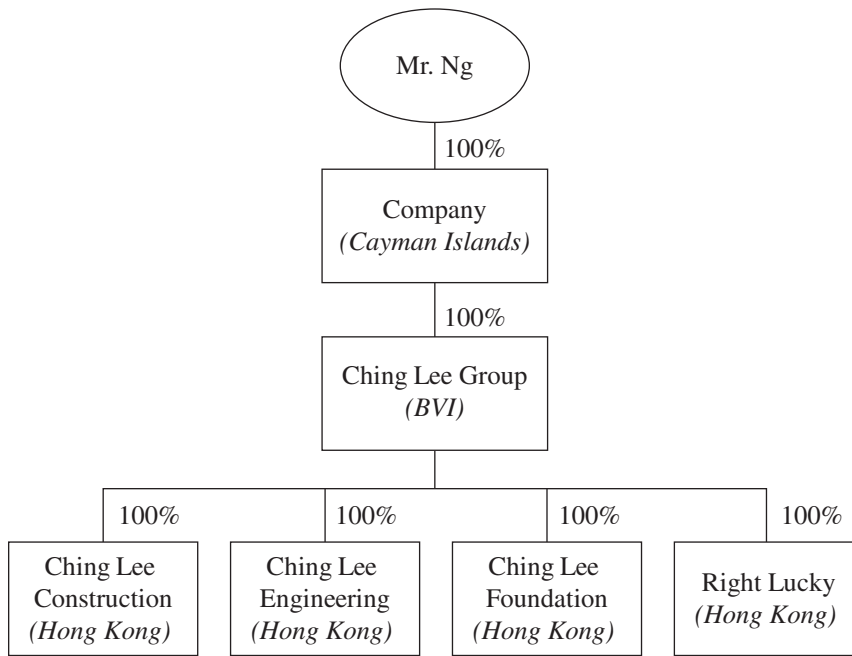 Mr. Ng
100%
Company
(Cayman Islands)
100%
Ching Lee Group
(BVI)
100%
100%
100%
100%
Ching Lee
Construction
(Hong Kong)
Ching Lee
Engineering
(Hong Kong)
Ching Lee
Foundation
(Hong Kong)
Right Lucky
(Hong Kong)